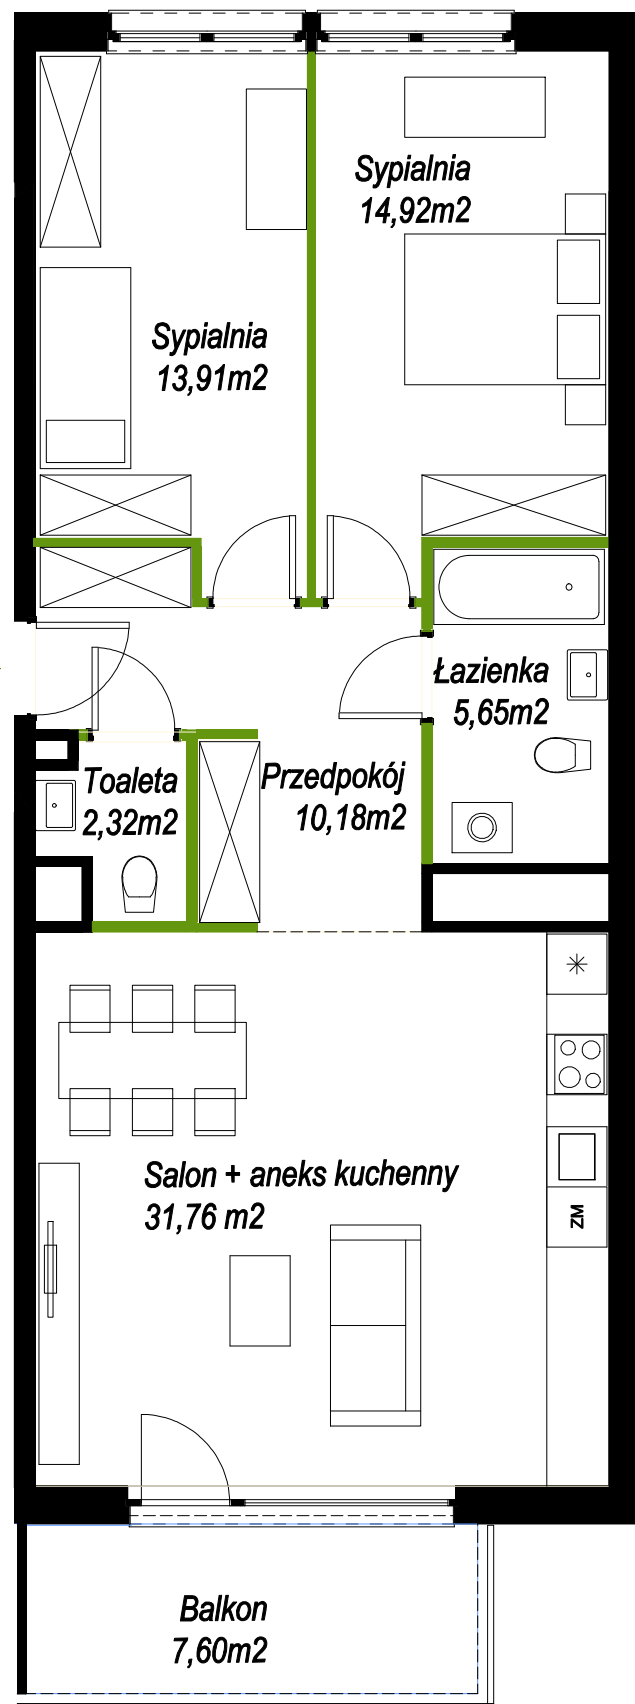 Sypialnia
14,92m2
Sypialnia
13,91m2
Łazienka
5,65m2
Toaleta
2,32m2
Przedpokój
10,18m2
Salon + aneks kuchenny
31,76 m2
ZM
Balkon
7,60m2